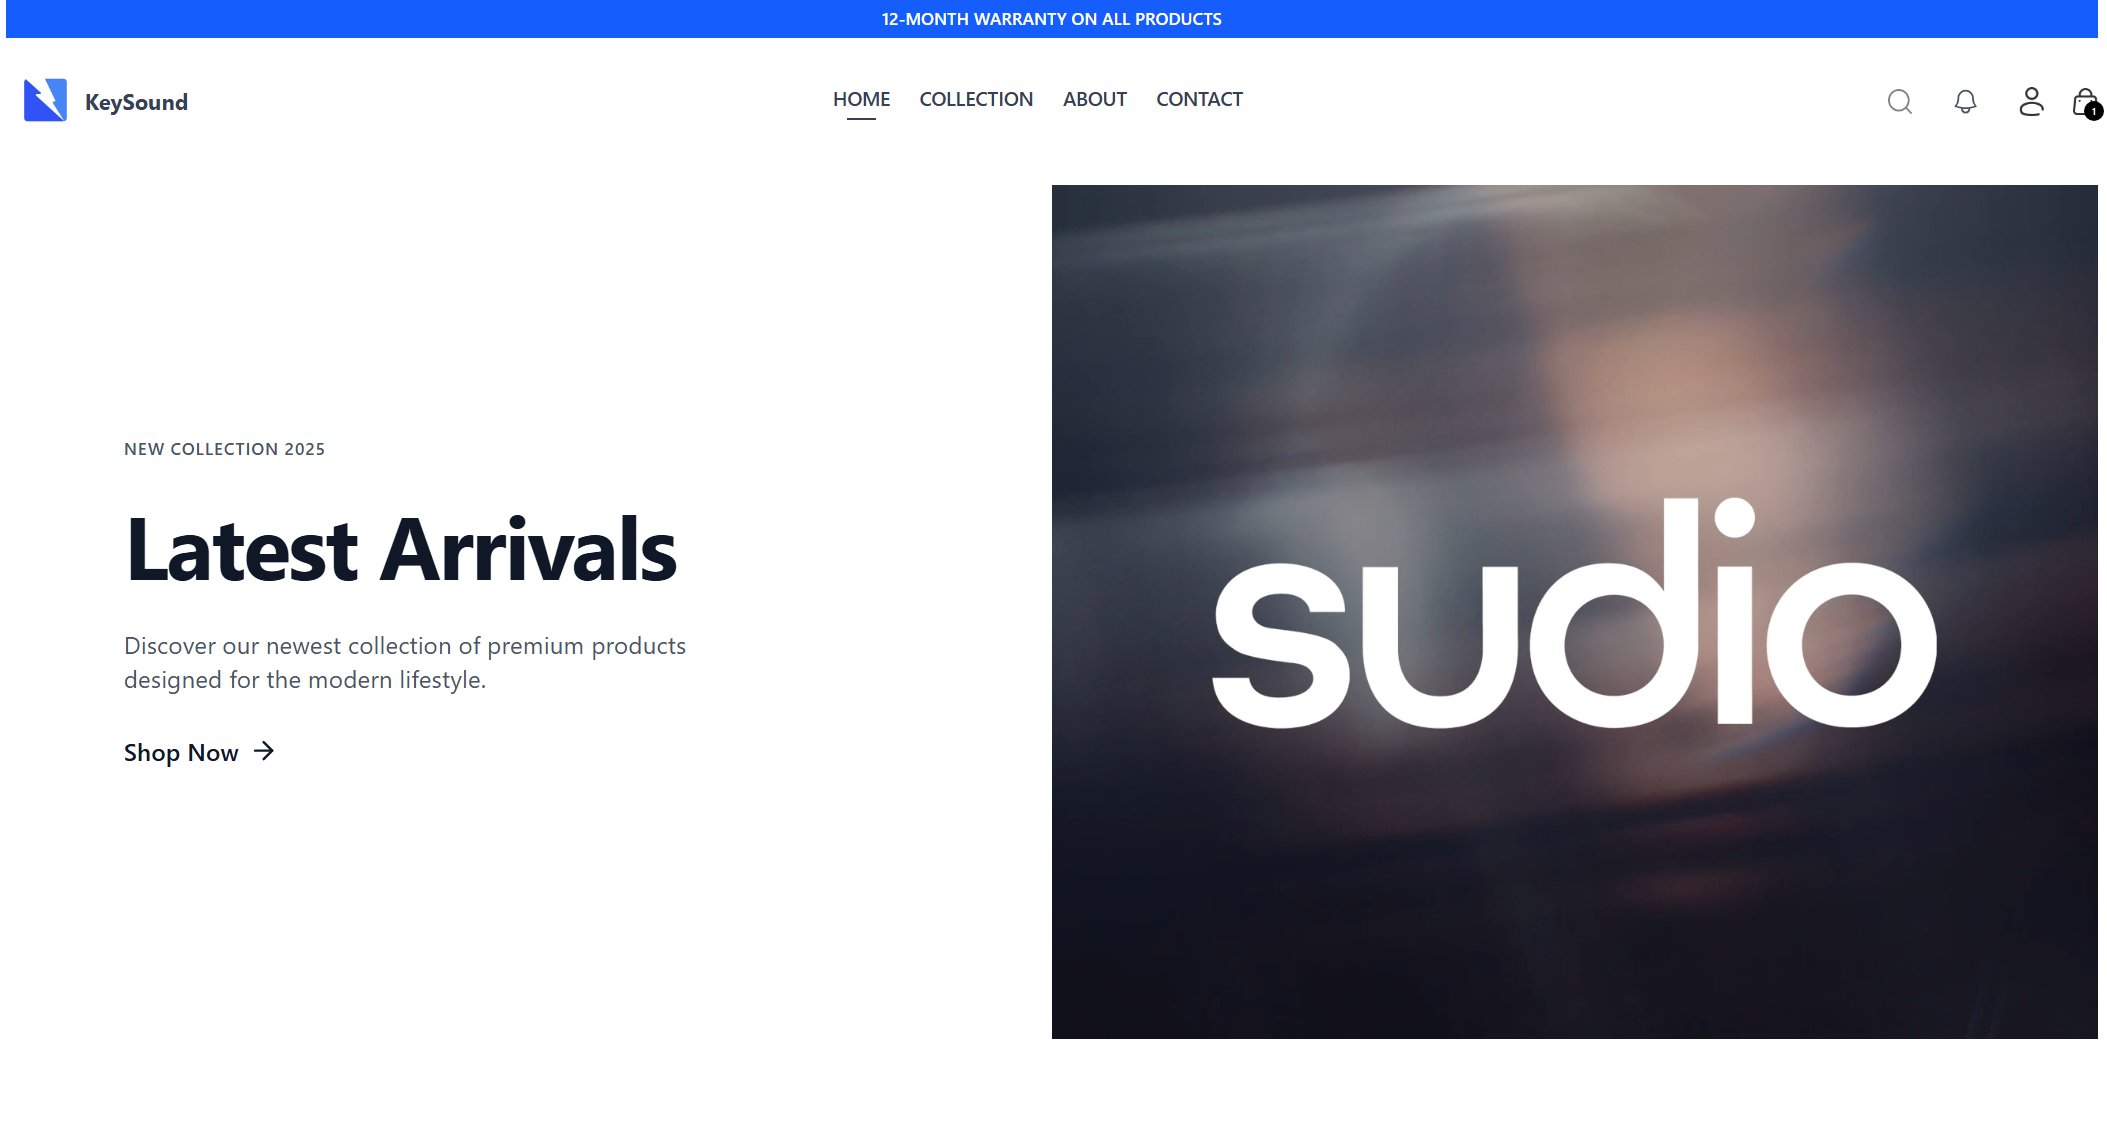 12-MONTH WARRANTY ON ALL PRODUCTS
KeySound
HOME COLLECTION ABOUT CONTACT
1
NEW COLLECTION 2025
Latest Arrivals
Discover our newest collection of premium products
designed for the modern lifestyle.
Shop Now
sudio